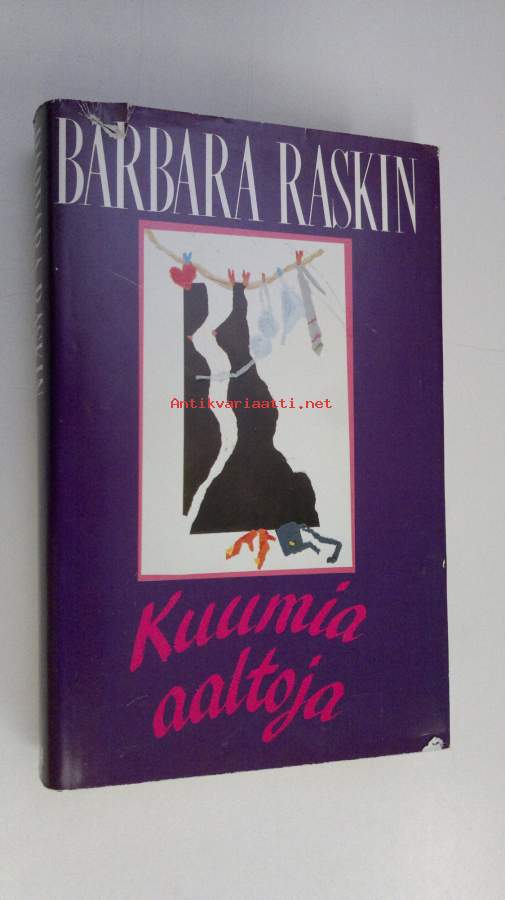 BARBARA RASKIN
Antikvariaatti.net
Kuumia
aaltoja